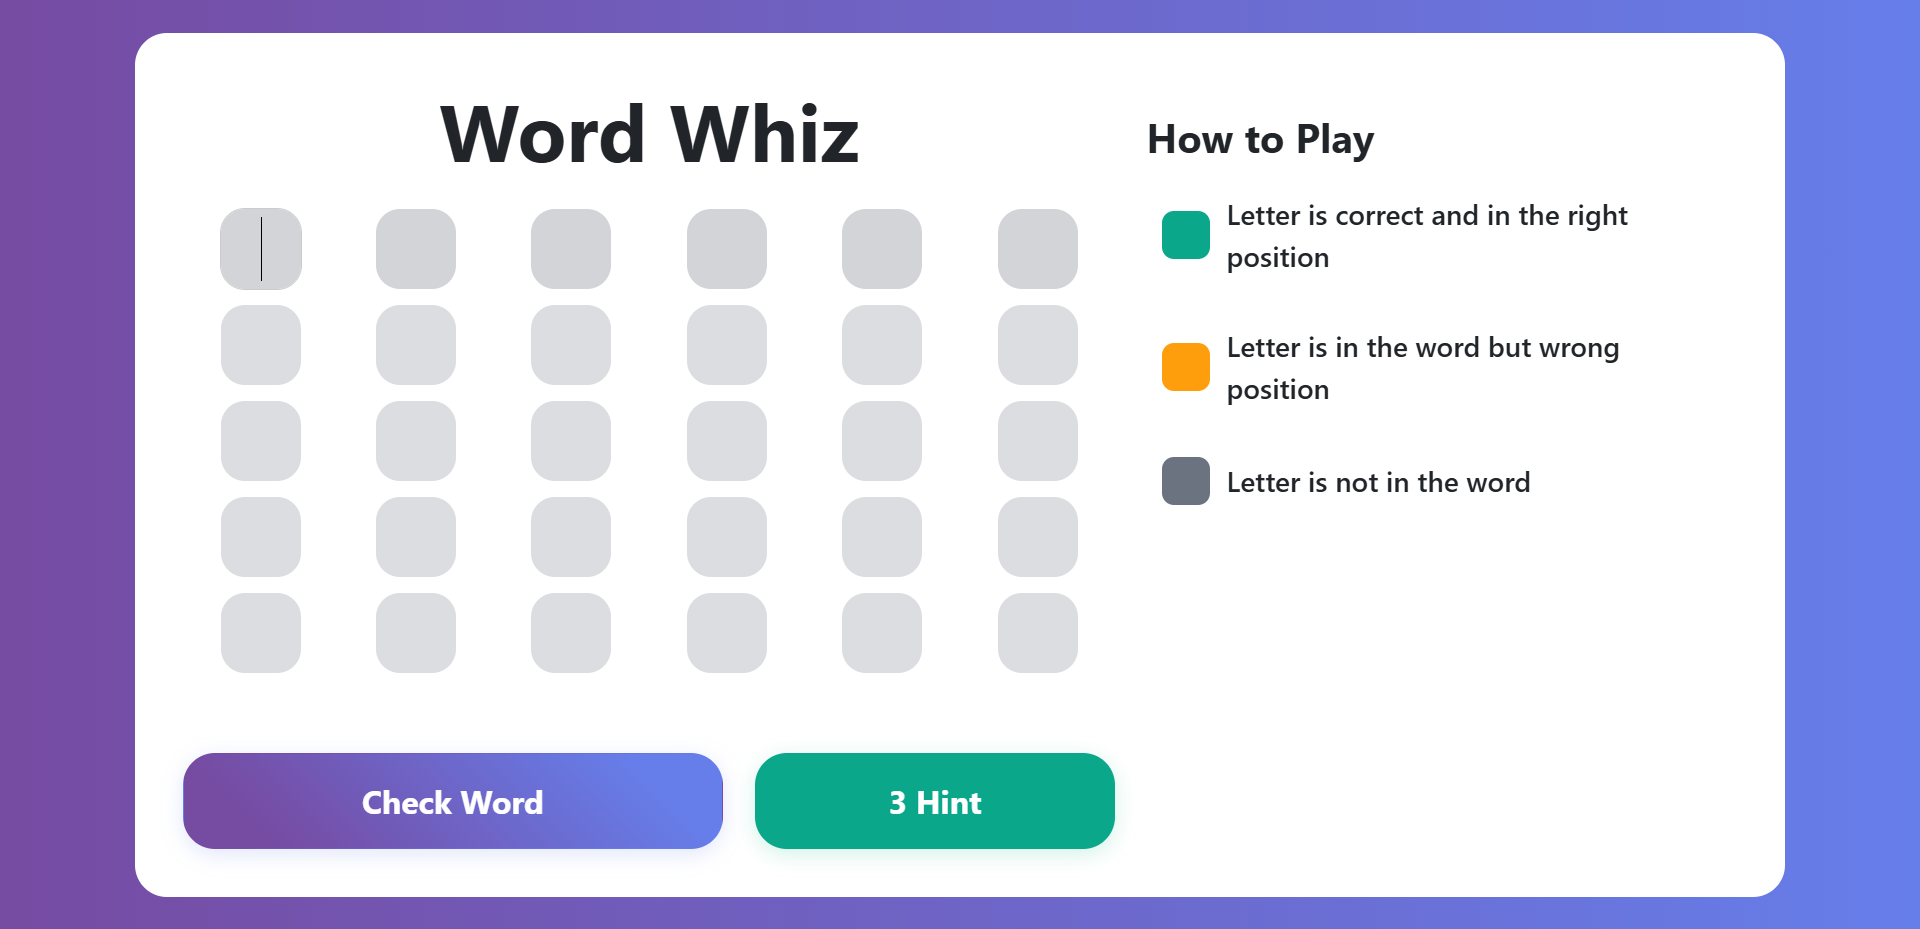 Word Whiz
How to Play
Letter is correct and in the right
position
Letter is in the word but wrong
position
Letter is not in the word
Check Word
3 Hint